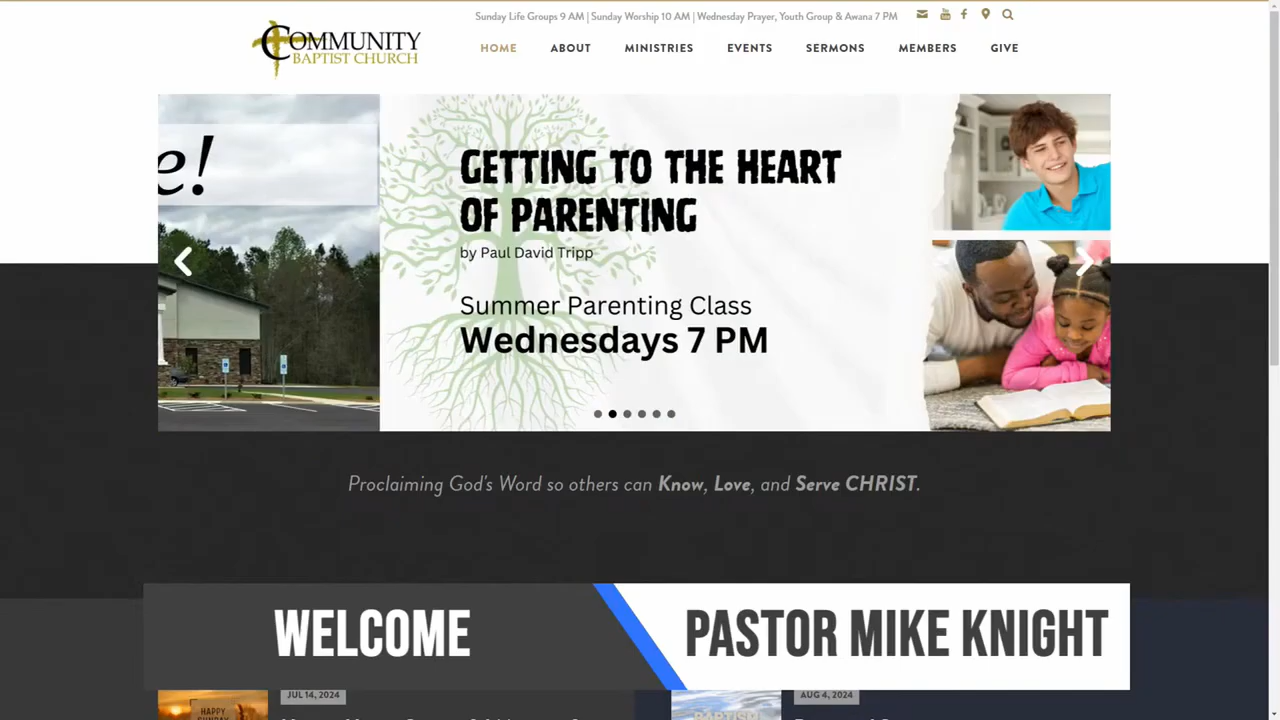 Sunday Life Groups 9 AM | Sunday Worship 10 AM | Wednesday Prayer, Youth Group & Awana 7 PM
COMMUNITY
BAPTIST CHURCH
HOME ABOUT MINISTRIES EVENTS SERMONS MEMBERS GIVE
e!
GETTING TO THE HEART
OF PARENTING
by Paul David Tripp
Summer Parenting Class
Wednesdays 7 PM
Proclaiming God's Word so others can Know, Love, and Serve CHRIST.
WELCOME
PASTOR MIKE KNIGHT
JUL 14, 2024
AUG 4, 2024
HAPPY